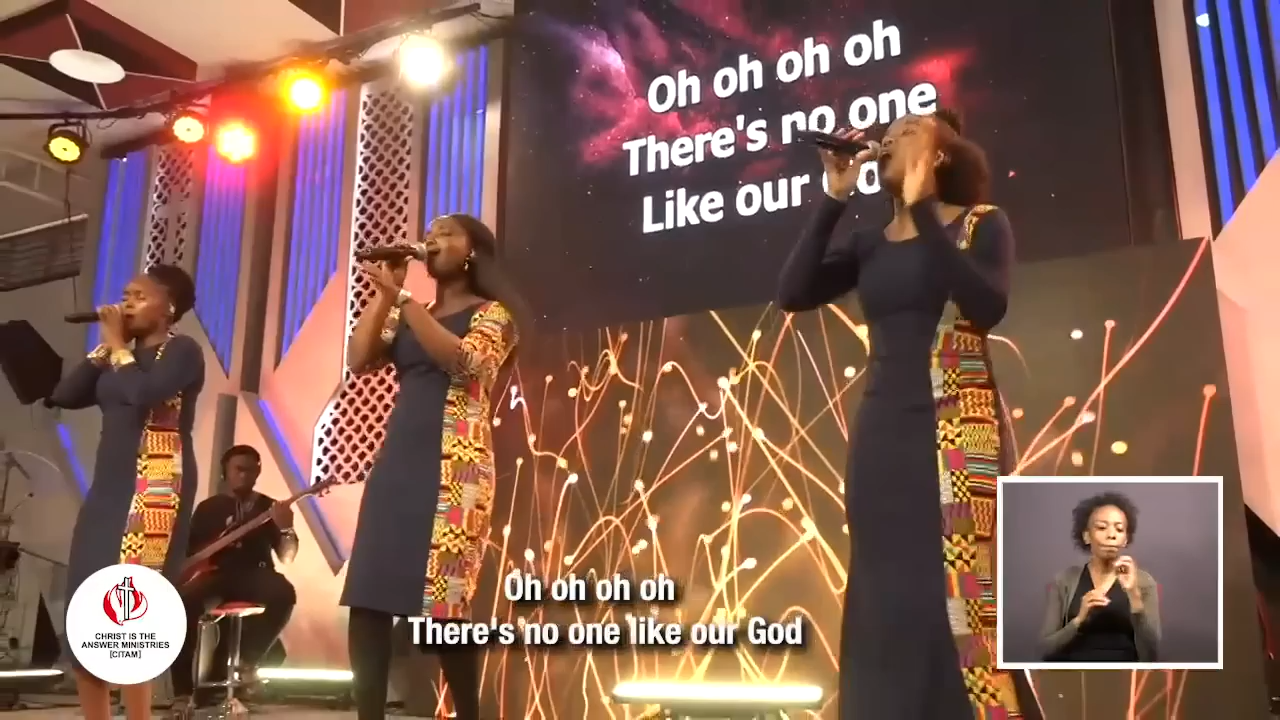 Oh oh oh oh
There's no one
Like our
Oh oh oh oh
There's no one like our God
CHRIST IS THE
ANSWER MINISTRIES
[CITAM]